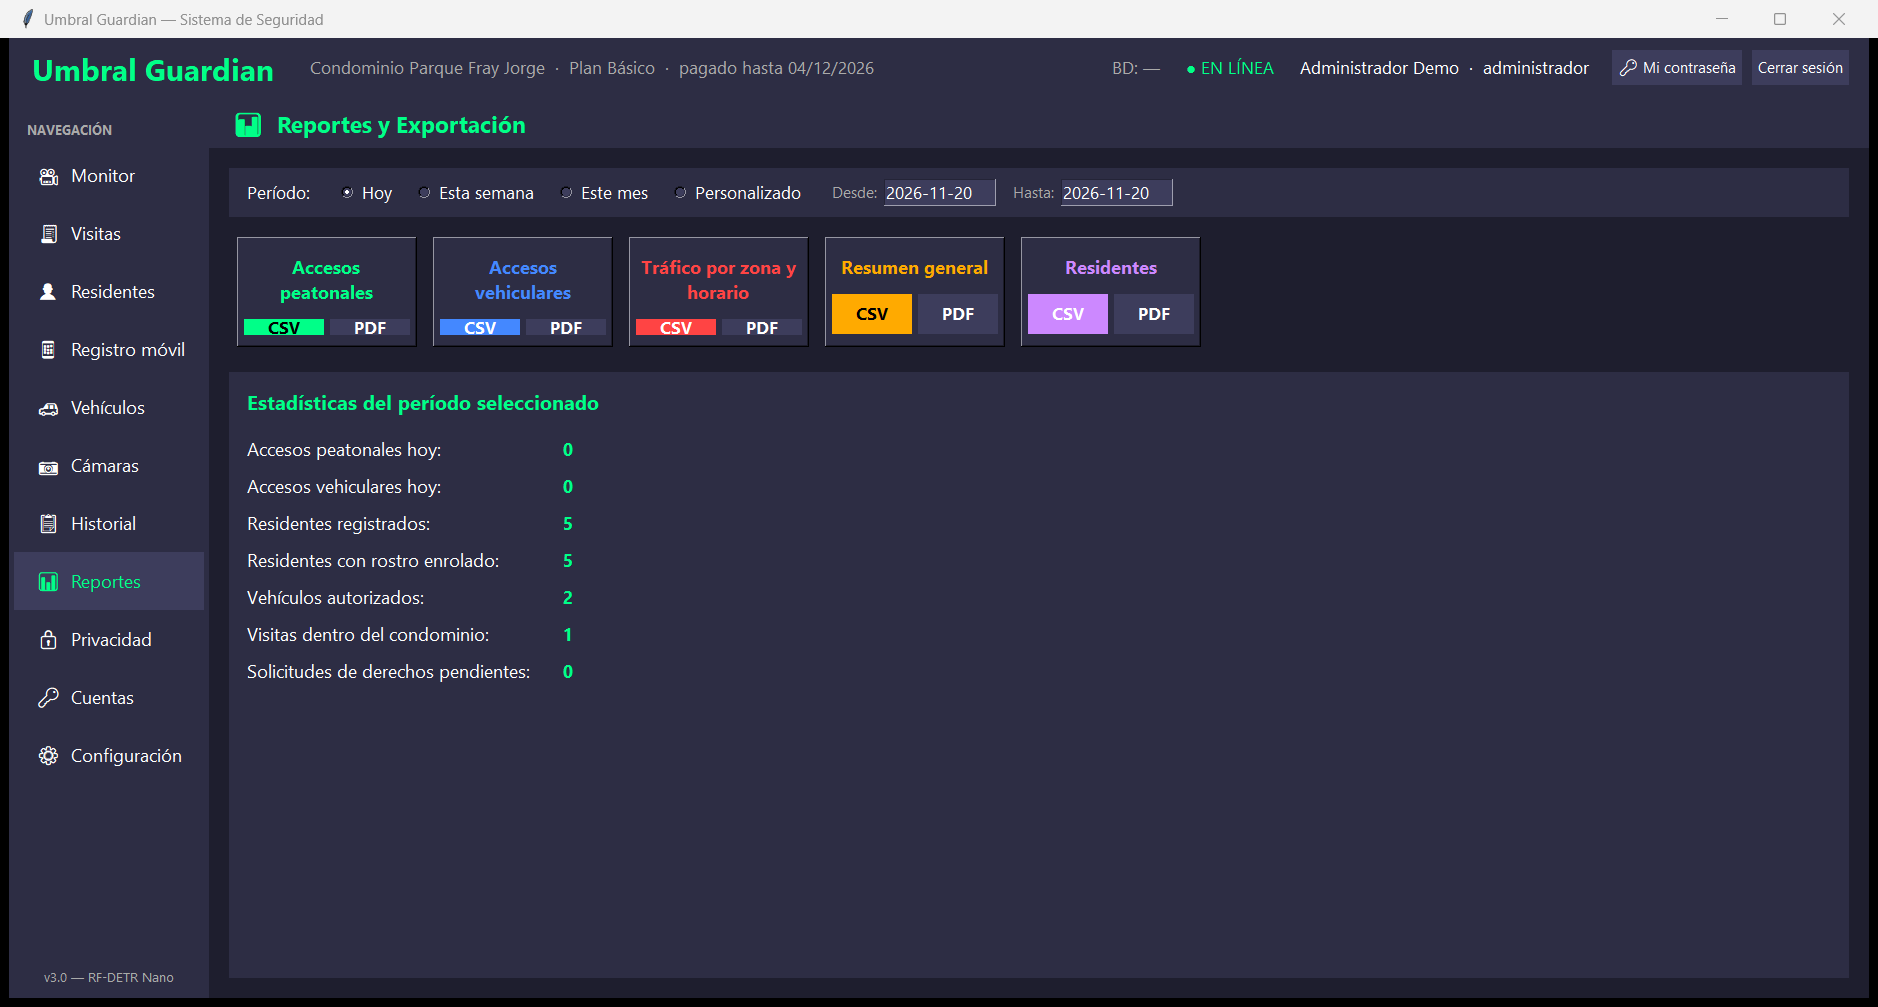 Umbral Guardian — Sistema de Seguridad
Umbral Guardian
Condominio Parque Fray Jorge · Plan Básico · pagado hasta 04/12/2026
BD: —
● EN LÍNEA
Administrador Demo · administrador
Mi contraseña
Cerrar sesión
NAVEGACIÓN
Monitor
Visitas
Residentes
Registro móvil
Vehículos
Cámaras
Historial
Reportes
Privacidad
Cuentas
Configuración
v3.0 — RF-DETR Nano
Reportes y Exportación
Período: Hoy Esta semana Este mes Personalizado Desde: 2026-11-20 Hasta: 2026-11-20
Accesos
peatonales
CSV PDF
Accesos
vehiculares
CSV PDF
Tráfico por zona y
horario
CSV PDF
Resumen general
CSV PDF
Residentes
CSV PDF
Estadísticas del período seleccionado
Accesos peatonales hoy: 0
Accesos vehiculares hoy: 0
Residentes registrados: 5
Residentes con rostro enrolado: 5
Vehículos autorizados: 2
Visitas dentro del condominio: 1
Solicitudes de derechos pendientes: 0